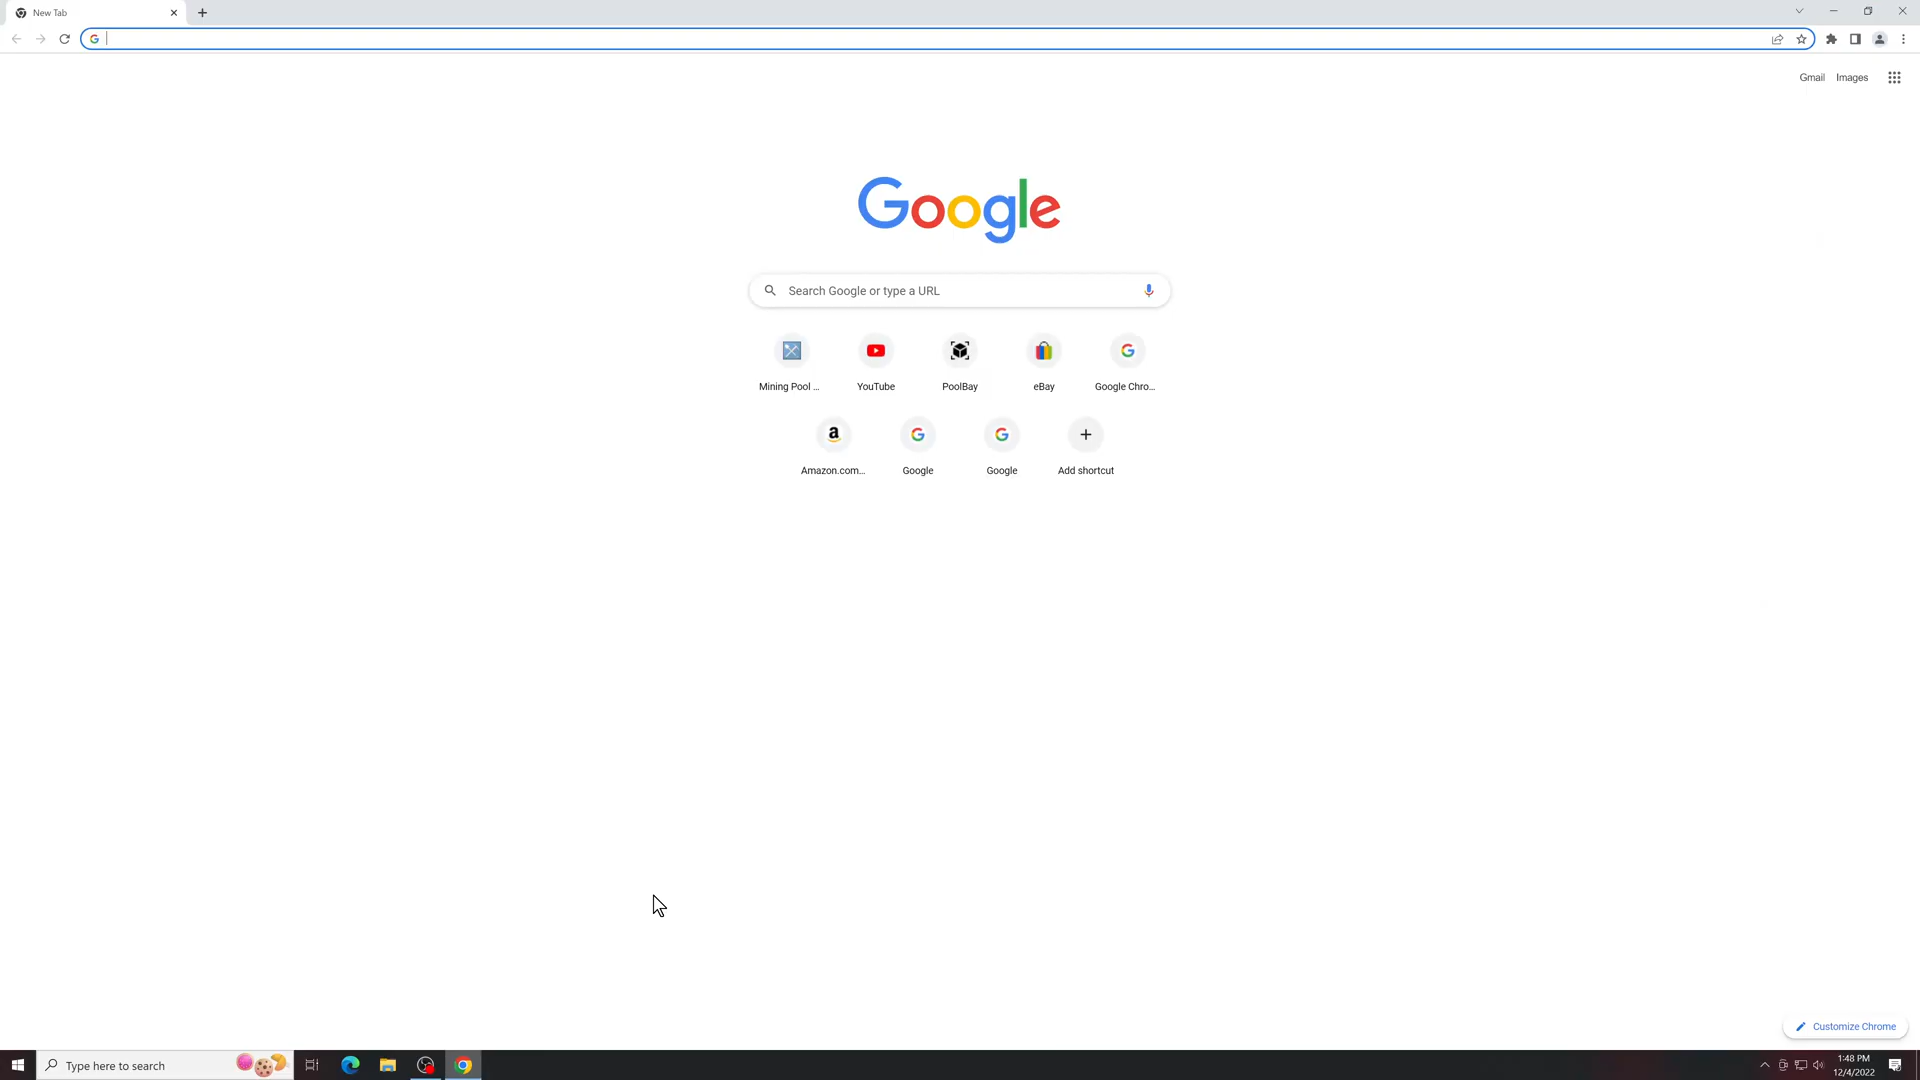 New Tab
Gmail
Images
Google
Search Google or type a URL
Mining Pool ...
YouTube
PoolBay
eBay
Google Chro...
Amazon.com...
Google
Google
Add shortcut
Customize Chrome
Type here to search
1:48 PM
12/4/2022